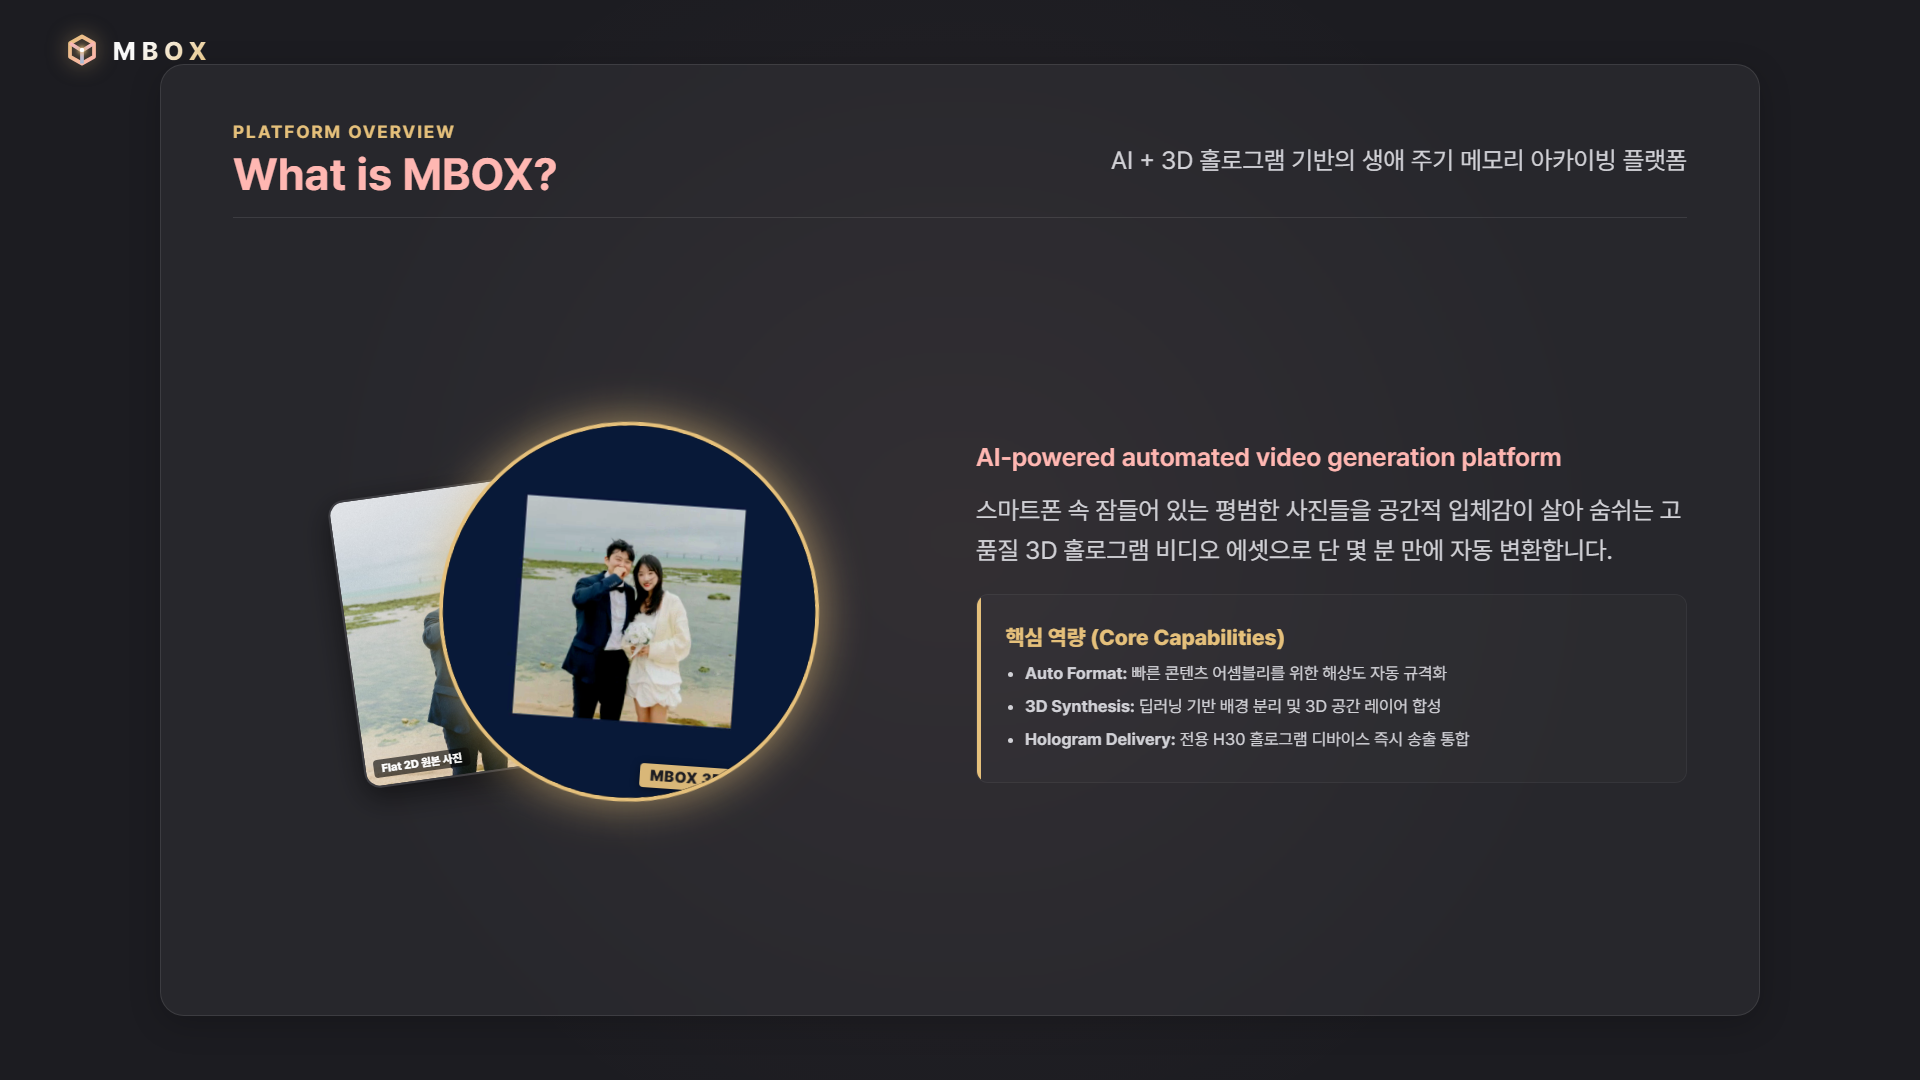 MBOX
PLATFORM OVERVIEW
What is MBOX?
AI + 3D 홀로그램 기반의 생애 주기 메모리 아카이빙 플랫폼
Flat 2D 원본 사진
MBOX
AI-powered automated video generation platform
스마트폰 속 잠들어 있는 평범한 사진들을 공간적 입체감이 살아 숨쉬는 고
품질 3D 홀로그램 비디오 에셋으로 단 몇 분 만에 자동 변환합니다.
핵심 역량 (Core Capabilities)
• Auto Format: 빠른 콘텐츠 어셈블리를 위한 해상도 자동 규격화
• 3D Synthesis: 딥러닝 기반 배경 분리 및 3D 공간 레이어 합성
• Hologram Delivery: 전용 H30 홀로그램 디바이스 즉시 송출 통합